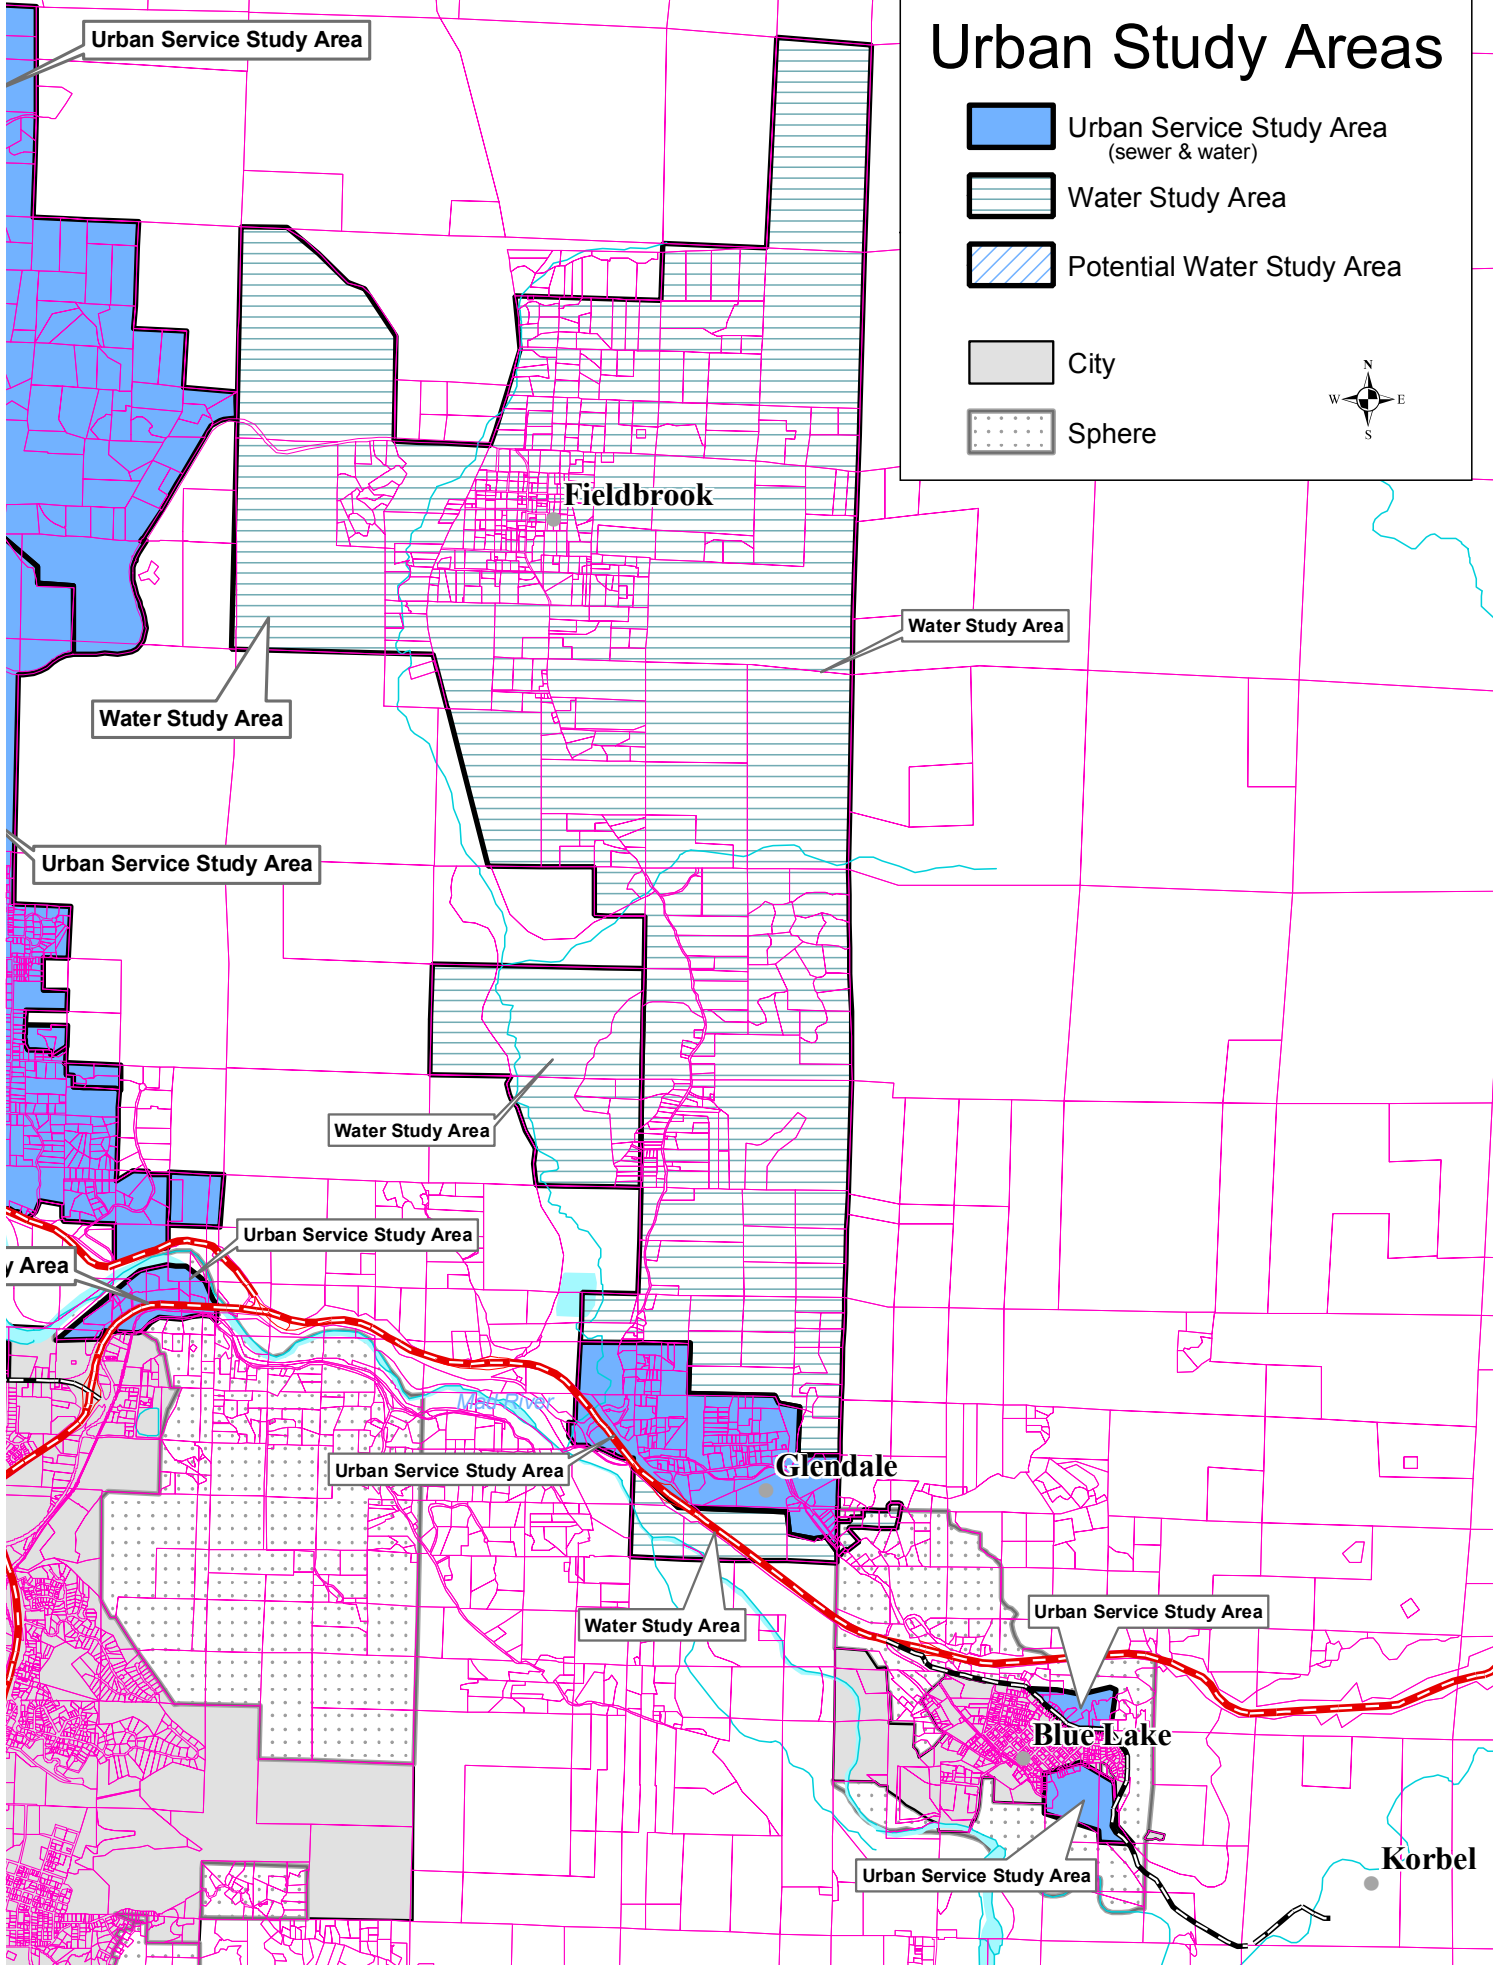 Urban Study Areas
Urban Service Study Area
(sewer & water)
Water Study Area
Potential Water Study Area
City
Sphere
N
W E
S
Urban Service Study Area
Fieldbrook
Water Study Area
Water Study Area
Urban Service Study Area
Water Study Area
Urban Service Study Area
y Area
Mad River
Urban Service Study Area
Glendale
Water Study Area
Urban Service Study Area
Blue Lake
Urban Service Study Area
Korbel